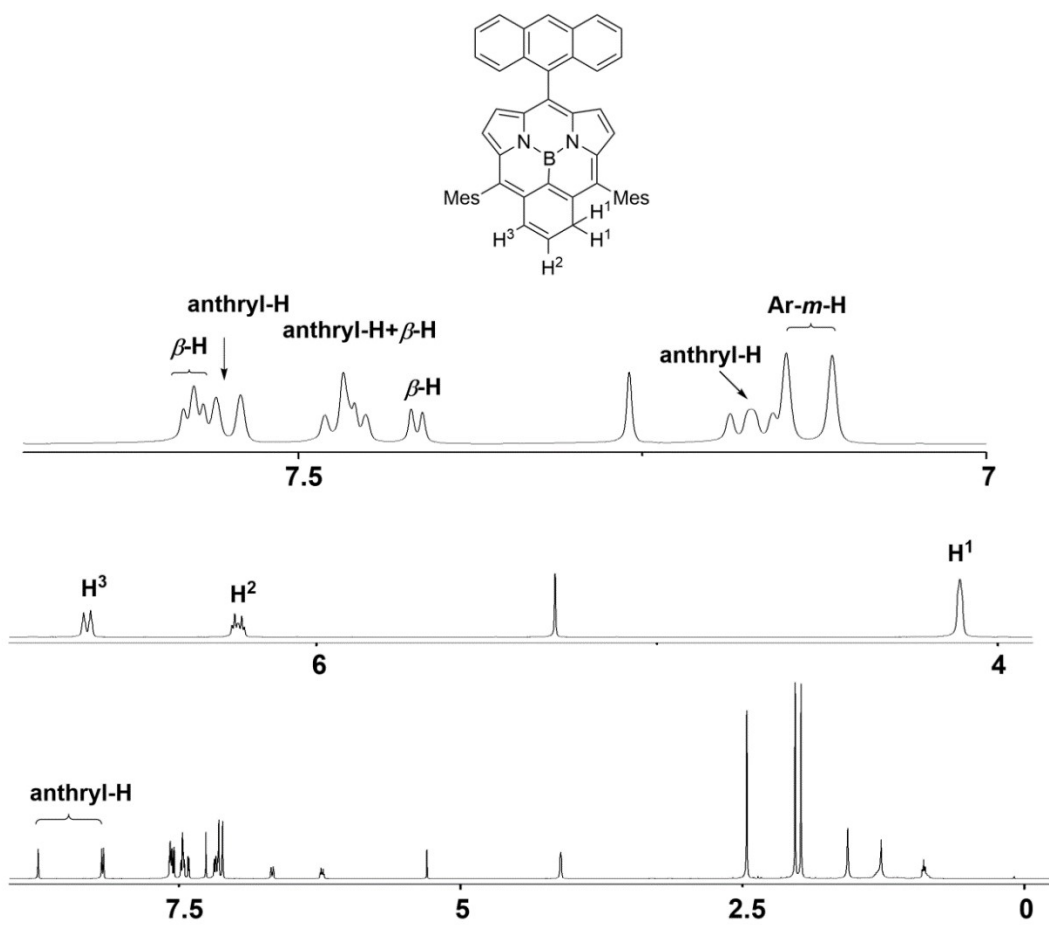 N N
B
Mes Mes
H¹
H³ H¹
H²
anthryl-H
β-H
anthryl-H+β-H
β-H
anthryl-H
Ar-m-H
7.5 7
H³ H² H¹
6 4
anthryl-H
7.5 5 2.5 0